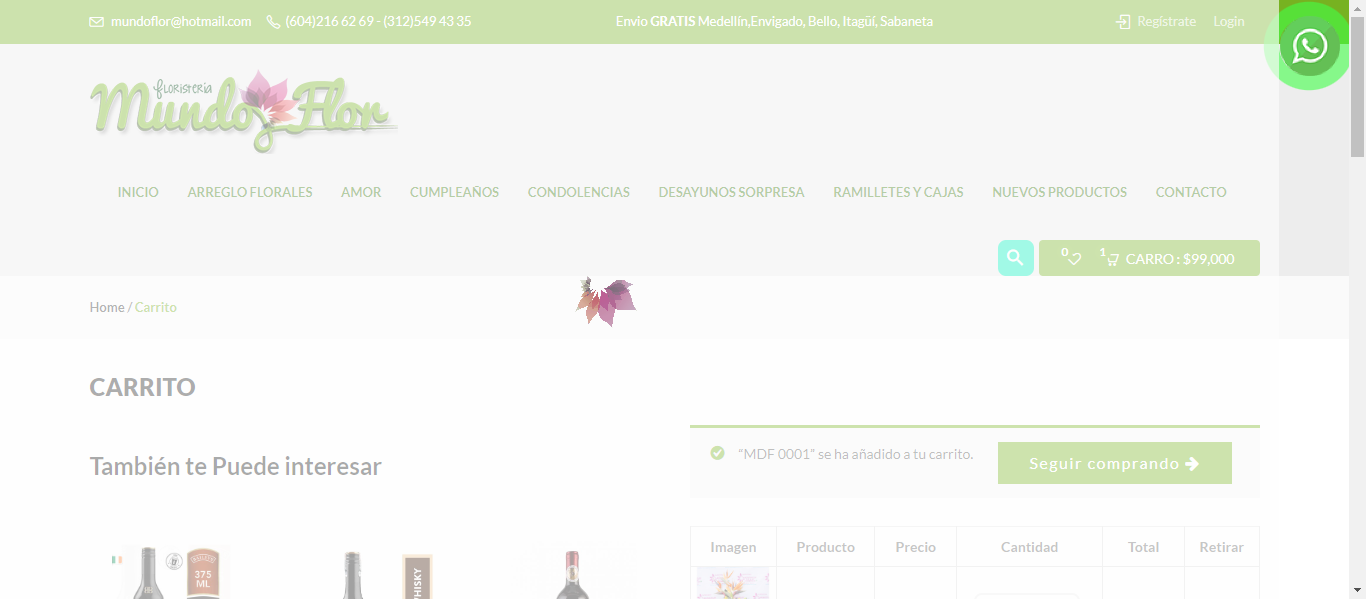 mundoflor@hotmail.com (604)216 62 69 - (312)549 43 35 Envio GRATIS Medellín,Envigado, Bello, Itagüí, Sabaneta Regístrate Login
floristeria
Mundo Flor
INICIO ARREGLO FLORALES AMOR CUMPLEAÑOS CONDOLENCIAS DESAYUNOS SORPRESA RAMILLETES Y CAJAS NUEVOS PRODUCTOS CONTACTO
0 1 CARRO : $99,000
Home / Carrito
CARRITO
También te Puede interesar
“MDF 0001” se ha añadido a tu carrito. Seguir comprando
Imagen Producto Precio Cantidad Total Retirar
375
ML
WHISKY